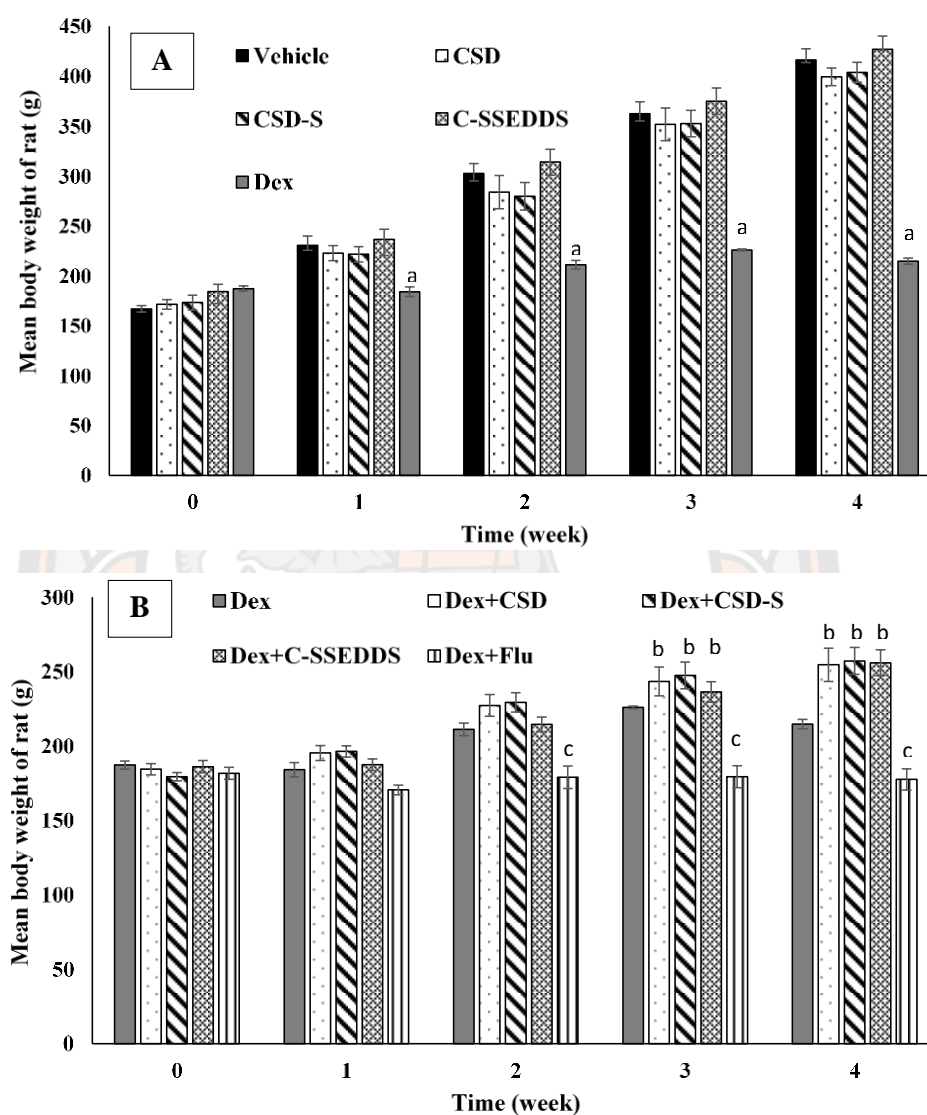 450
400
350
300
250
200
150
100
50
0
Mean body weight of rat (g)
A
Vehicle
CSD
CSD-S
C-SSEDDS
Dex
a
a
a
a
0 1 2 3 4
Time (week)
300
250
200
150
100
50
0
Mean body weight of rat (g)
B
Dex
Dex+CSD
Dex+CSD-S
Dex+C-SSEDDS
Dex+Flu
c
b b b
c
b b b
c
0 1 2 3 4
Time (week)